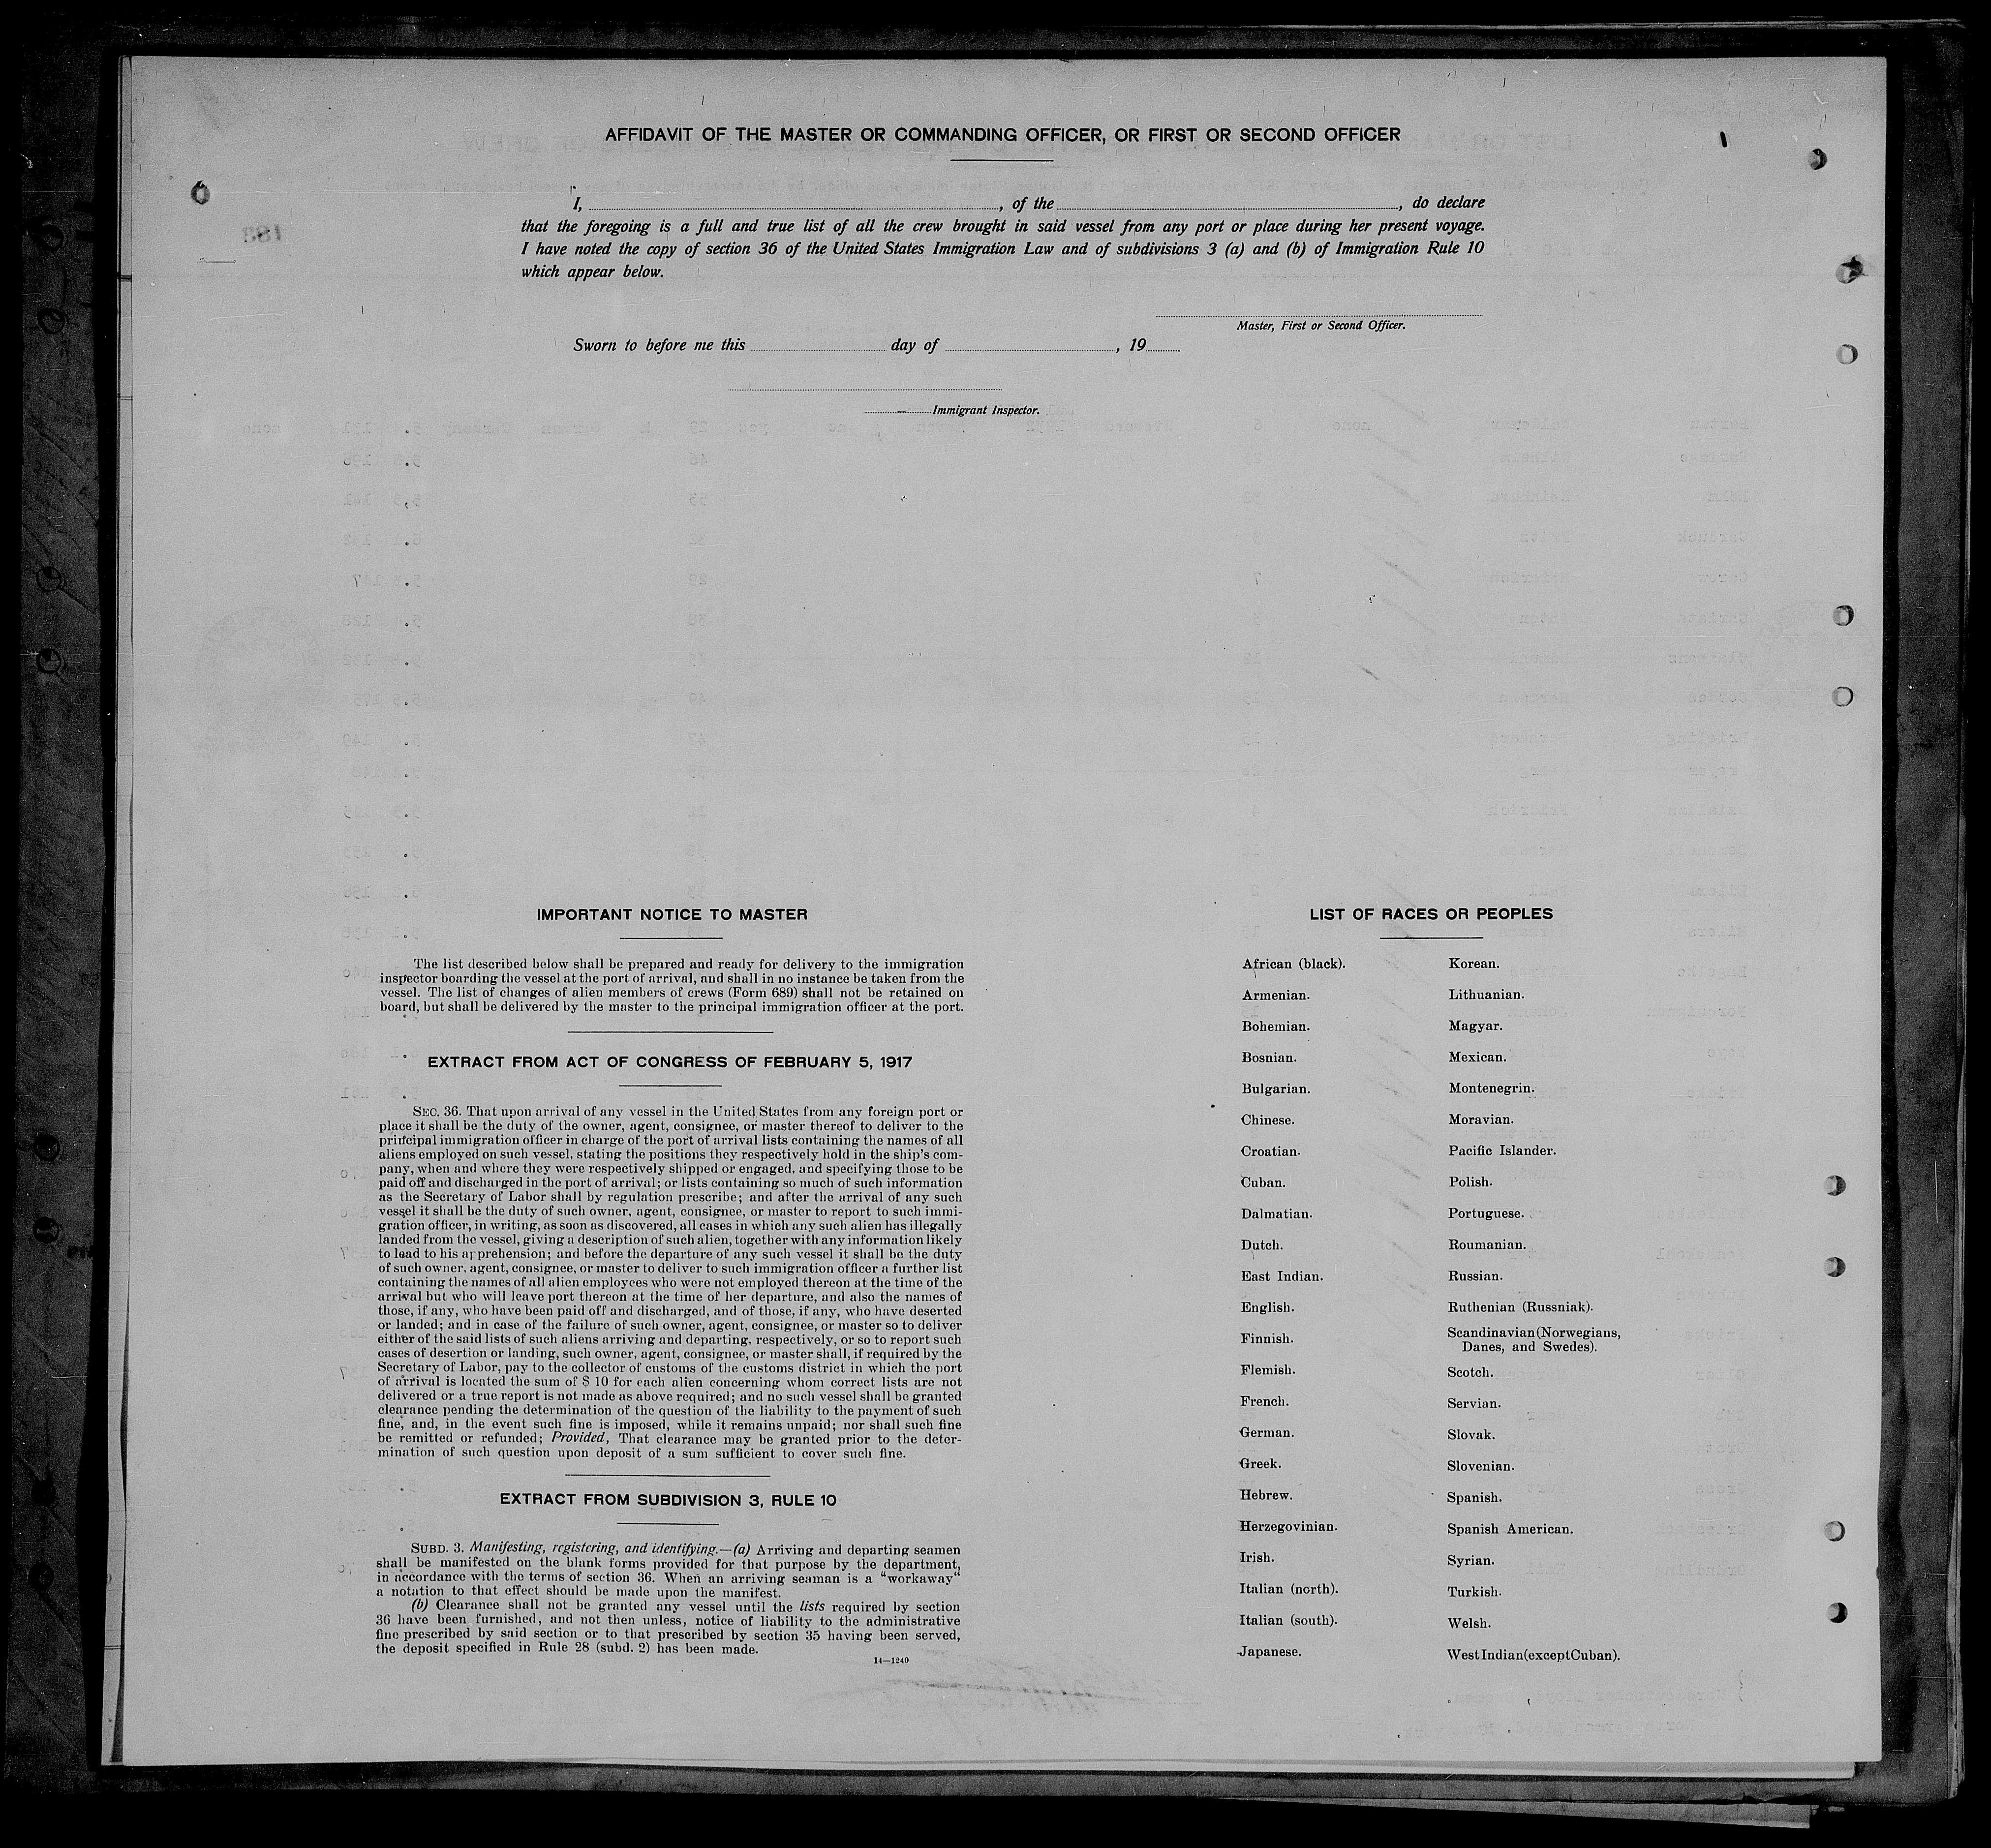 AFFIDAVIT OF THE MASTER OR COMMANDING OFFICER, OR FIRST OR SECOND OFFICER
I, , of the , do declare
that the foregoing is a full and true list of all the crew brought in said vessel from any port or place during her present voyage.
I have noted the copy of section 36 of the United States Immigration Law and of subdivisions 3 (a) and (b) of Immigration Rule 10
which appear below.
Master, First or Second Officer.
Sworn to before me this day of , 19
Immigrant Inspector.
IMPORTANT NOTICE TO MASTER
The list described below shall be prepared and ready for delivery to the immigration
inspector boarding the vessel at the port of arrival, and shall in no instance be taken from the
vessel. The list of changes of alien members of crews (Form 689) shall not be retained on
board, but shall be delivered by the master to the principal immigration officer at the port.
EXTRACT FROM ACT OF CONGRESS OF FEBRUARY 5, 1917
SEC. 36. That upon arrival of any vessel in the United States from any foreign port or
place it shall be the duty of the owner, agent, consignee, or master thereof to deliver to the
principal immigration officer in charge of the port of arrival lists containing the names of all
aliens employed on such vessel, stating the positions they respectively hold in the ship's com-
pany, when and where they were respectively shipped or engaged, and specifying those to be
paid off and discharged in the port of arrival; or lists containing so much of such information
as the Secretary of Labor shall by regulation prescribe; and after the arrival of any such
vessel it shall be the duty of such owner, agent, consignee, or master to report to such immi-
gration officer, in writing, as soon as discovered, all cases in which any such alien has illegally
landed from the vessel, giving a description of such alien, together with any information likely
to lead to his apprehension; and before the departure of any such vessel it shall be the duty
of such owner, agent, consignee, or master to deliver to such immigration officer a further list
containing the names of all alien employees who were not employed thereon at the time of the
arrival but who will leave port thereon at the time of her departure, and also the names of
those, if any, who have been paid off and discharged, and of those, if any, who have deserted
or landed; and in case of the failure of such owner, agent, consignee, or master so to deliver
either of the said lists of such aliens arriving and departing, respectively, or so to report such
cases of desertion or landing, such owner, agent, consignee, or master shall, if required by the
Secretary of Labor, pay to the collector of customs of the customs district in which the port
of arrival is located the sum of $ 10 for each alien concerning whom correct lists are not
delivered or a true report is not made as above required; and no such vessel shall be granted
clearance pending the determination of the question of the liability to the payment of such
fine, and, in the event such fine is imposed, while it remains unpaid; nor shall such fine
be remitted or refunded; Provided, That clearance may be granted prior to the deter-
mination of such question upon deposit of a sum sufficient to cover such fine.
EXTRACT FROM SUBDIVISION 3, RULE 10
SUBD. 3. Manifesting, registering, and identifying.—(a) Arriving and departing seamen
shall be manifested on the blank forms provided for that purpose by the department,
in accordance with the terms of section 36. When an arriving seaman is a "workaway"
a notation to that effect should be made upon the manifest.
(b) Clearance shall not be granted any vessel until the lists required by section
36 have been furnished, and not then unless, notice of liability to the administrative
fine prescribed by said section or to that prescribed by section 35 having been served,
the deposit specified in Rule 28 (subd. 2) has been made.
14—1240
LIST OF RACES OR PEOPLES
African (black).
Armenian.
Bohemian.
Bosnian.
Bulgarian.
Chinese.
Croatian.
Cuban.
Dalmatian.
Dutch.
East Indian.
English.
Finnish.
Flemish.
French.
German.
Greek.
Hebrew.
Herzegovinian.
Irish.
Italian (north).
Italian (south).
Japanese.
Korean.
Lithuanian.
Magyar.
Mexican.
Montenegrin.
Moravian.
Pacific Islander.
Polish.
Portuguese.
Roumanian.
Russian.
Ruthenian (Russniak).
Scandinavian(Norwegians,
Danes, and Swedes).
Scotch.
Servian.
Slovak.
Slovenian.
Spanish.
Spanish American.
Syrian.
Turkish.
Welsh.
West Indian(except Cuban).